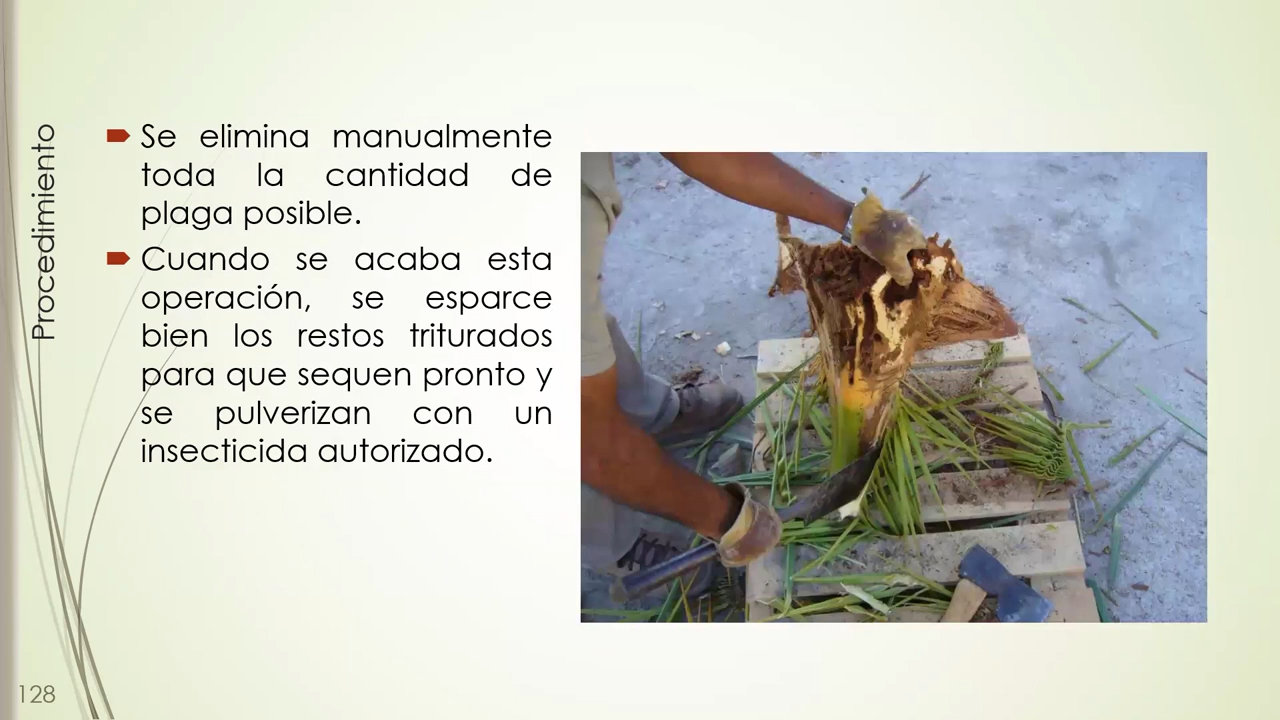 Procedimiento
Se elimina manualmente
toda la cantidad de
plaga posible.
Cuando se acaba esta
operación, se esparce
bien los restos triturados
para que sequen pronto y
se pulverizan con un
insecticida autorizado.
128